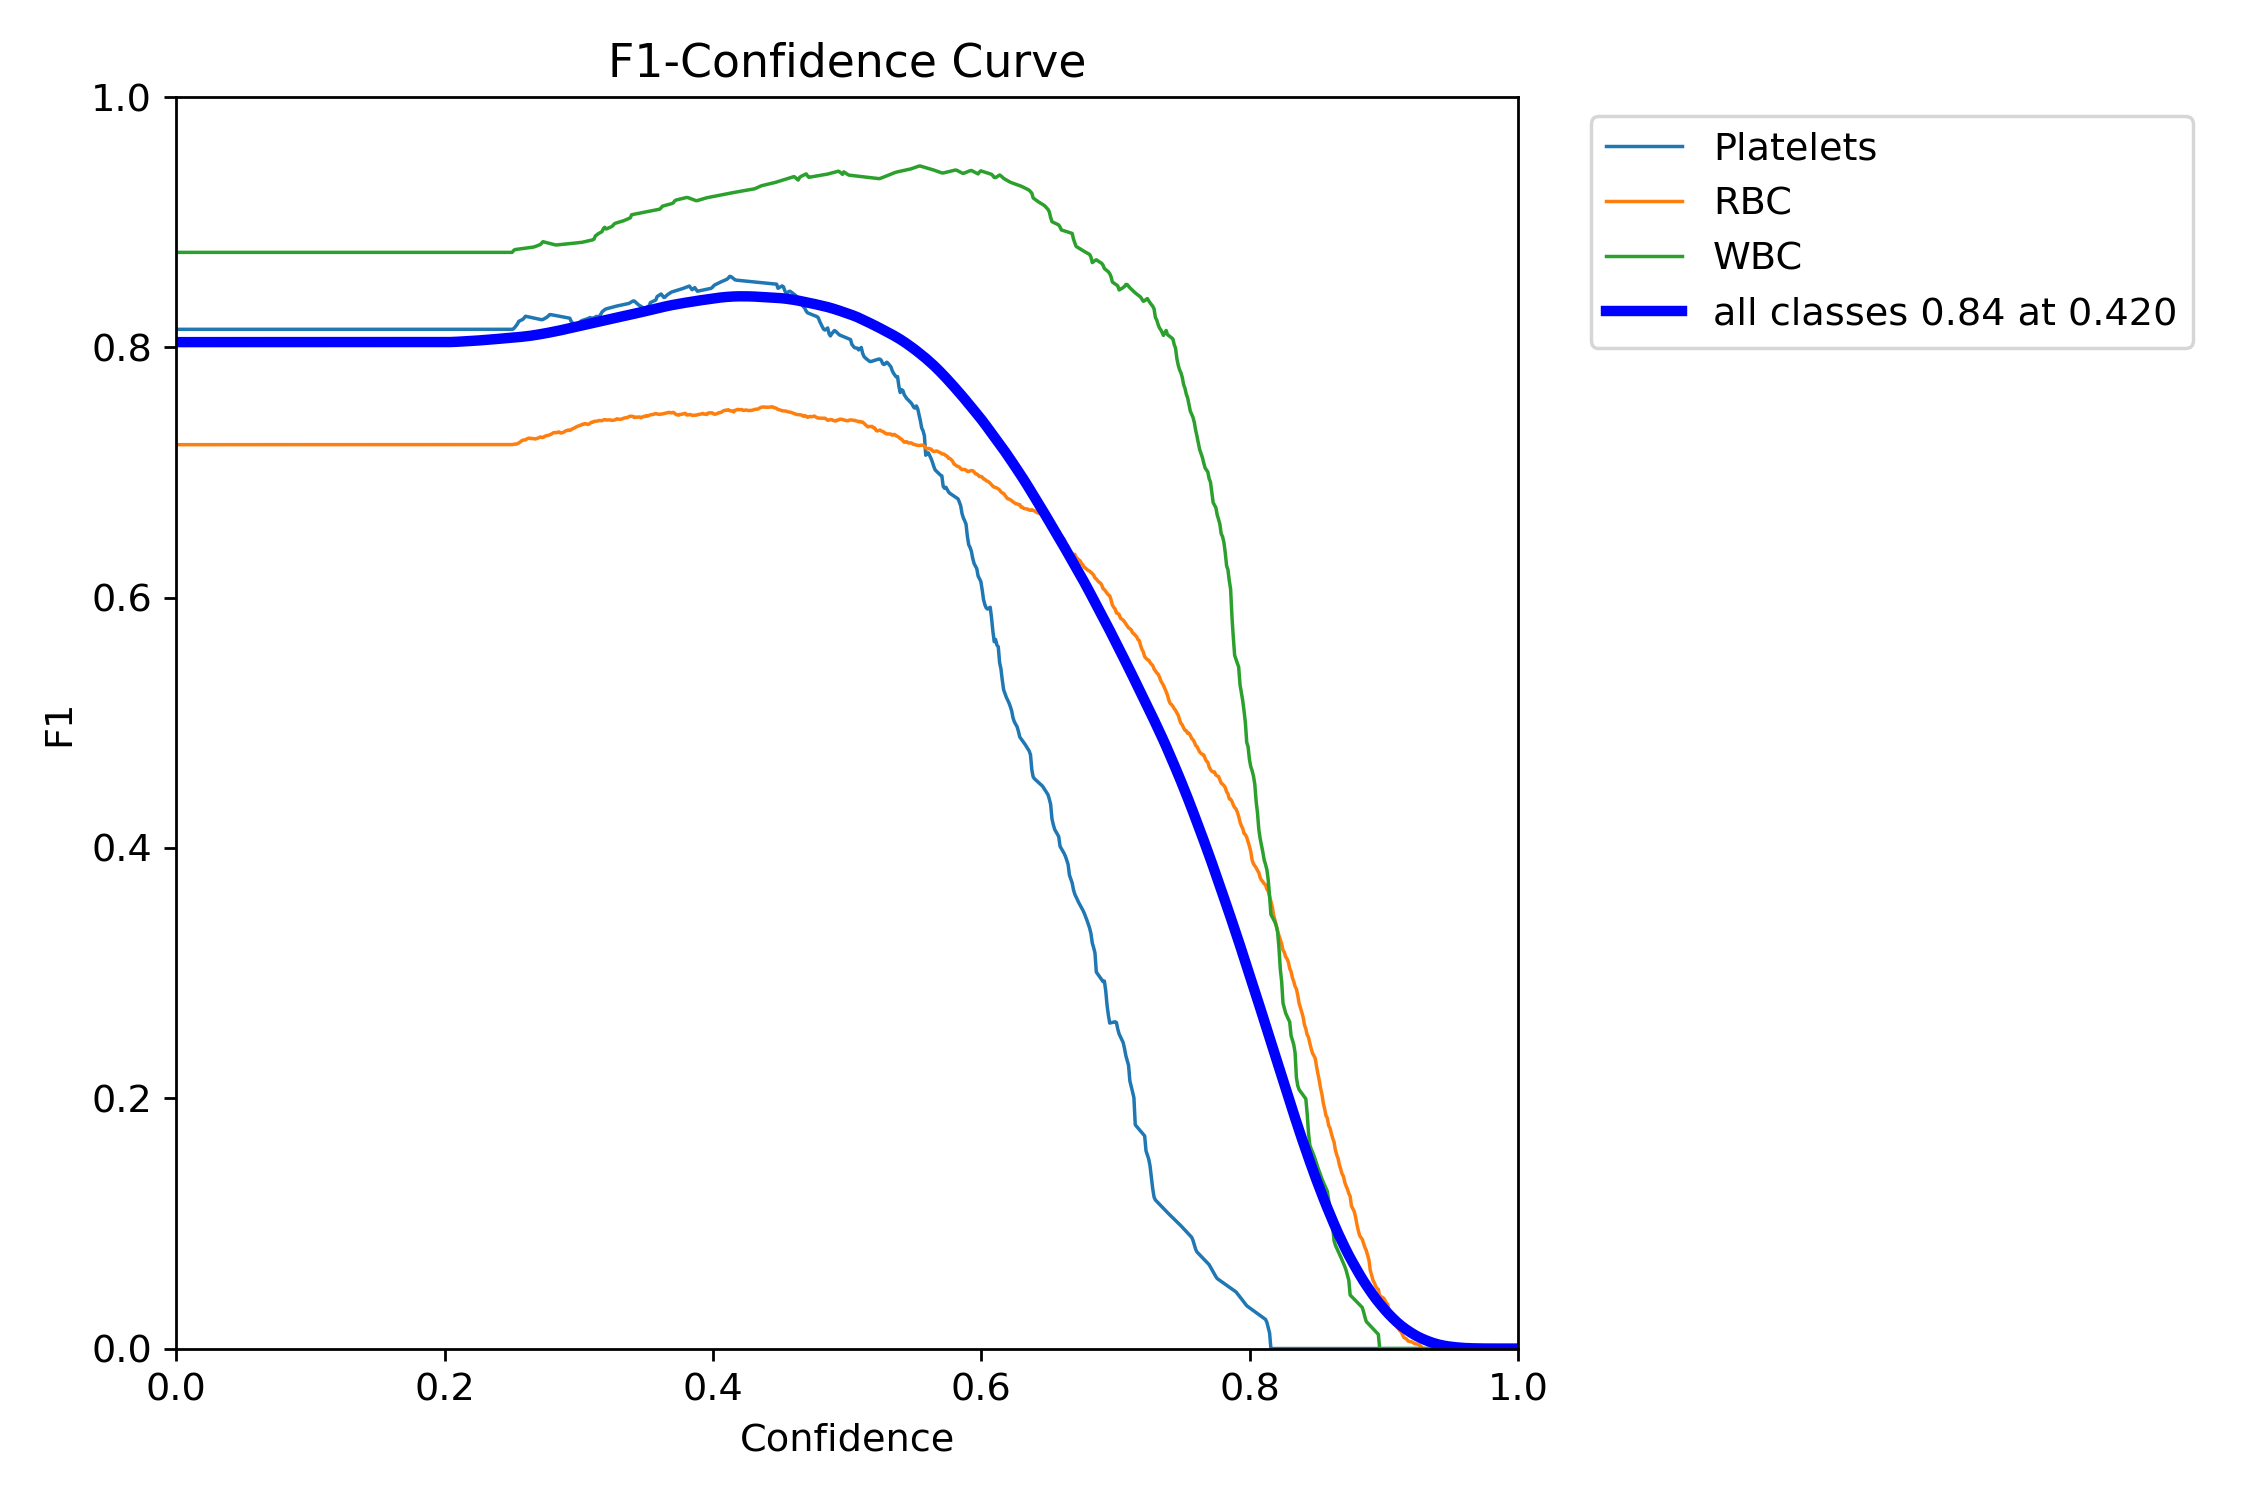 F1-Confidence Curve
1.0
0.8
0.6
0.4
0.2
0.0
F1
0.0 0.2 0.4 0.6 0.8 1.0
Confidence
Platelets
RBC
WBC
all classes 0.84 at 0.420